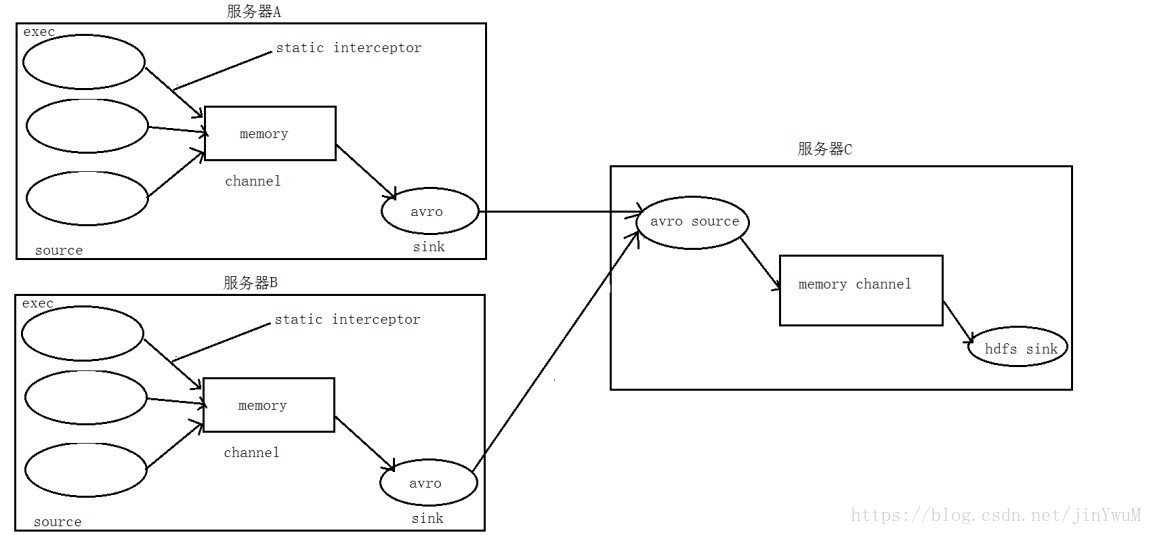 服务器A
exec
static interceptor
memory
channel
avro
sink
source
服务器B
exec
static interceptor
memory
channel
avro
sink
source
服务器C
avro source
memory channel
hdfs sink
https://blog.csdn.net/jinYwuM